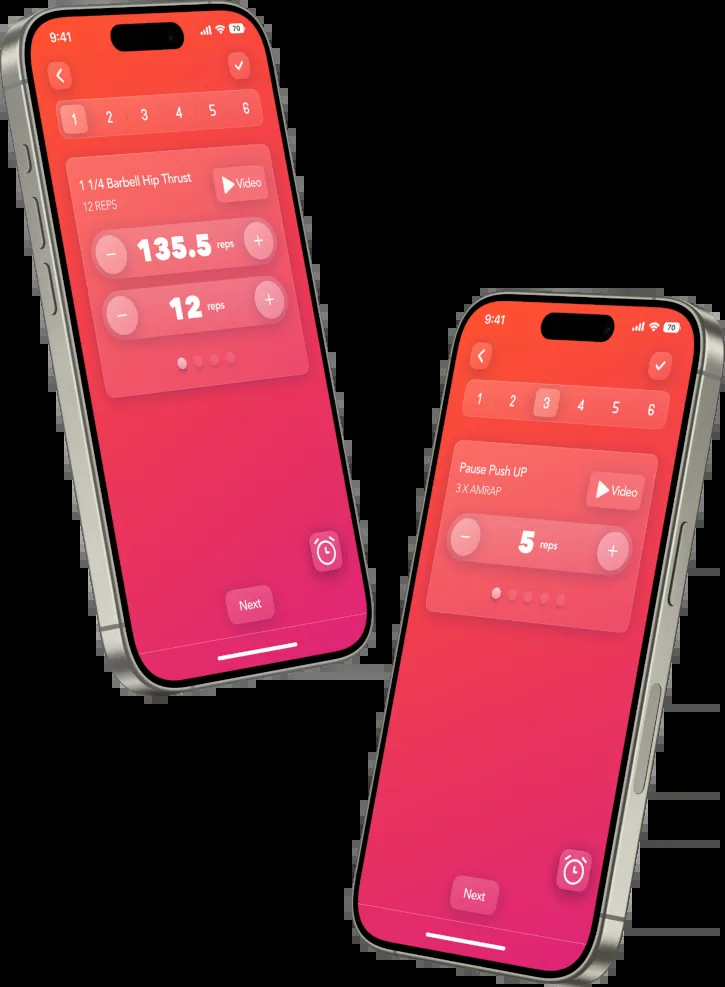 9:41
70
1 2 3 4 5 6
1 1/4 Barbell Hip Thrust
12 REPS
Video
− 135.5 reps +
− 12 reps +
Next
9:41
70
1 2 3 4 5 6
Pause Push UP
3 X AMRAP
Video
− 5 reps +
Next